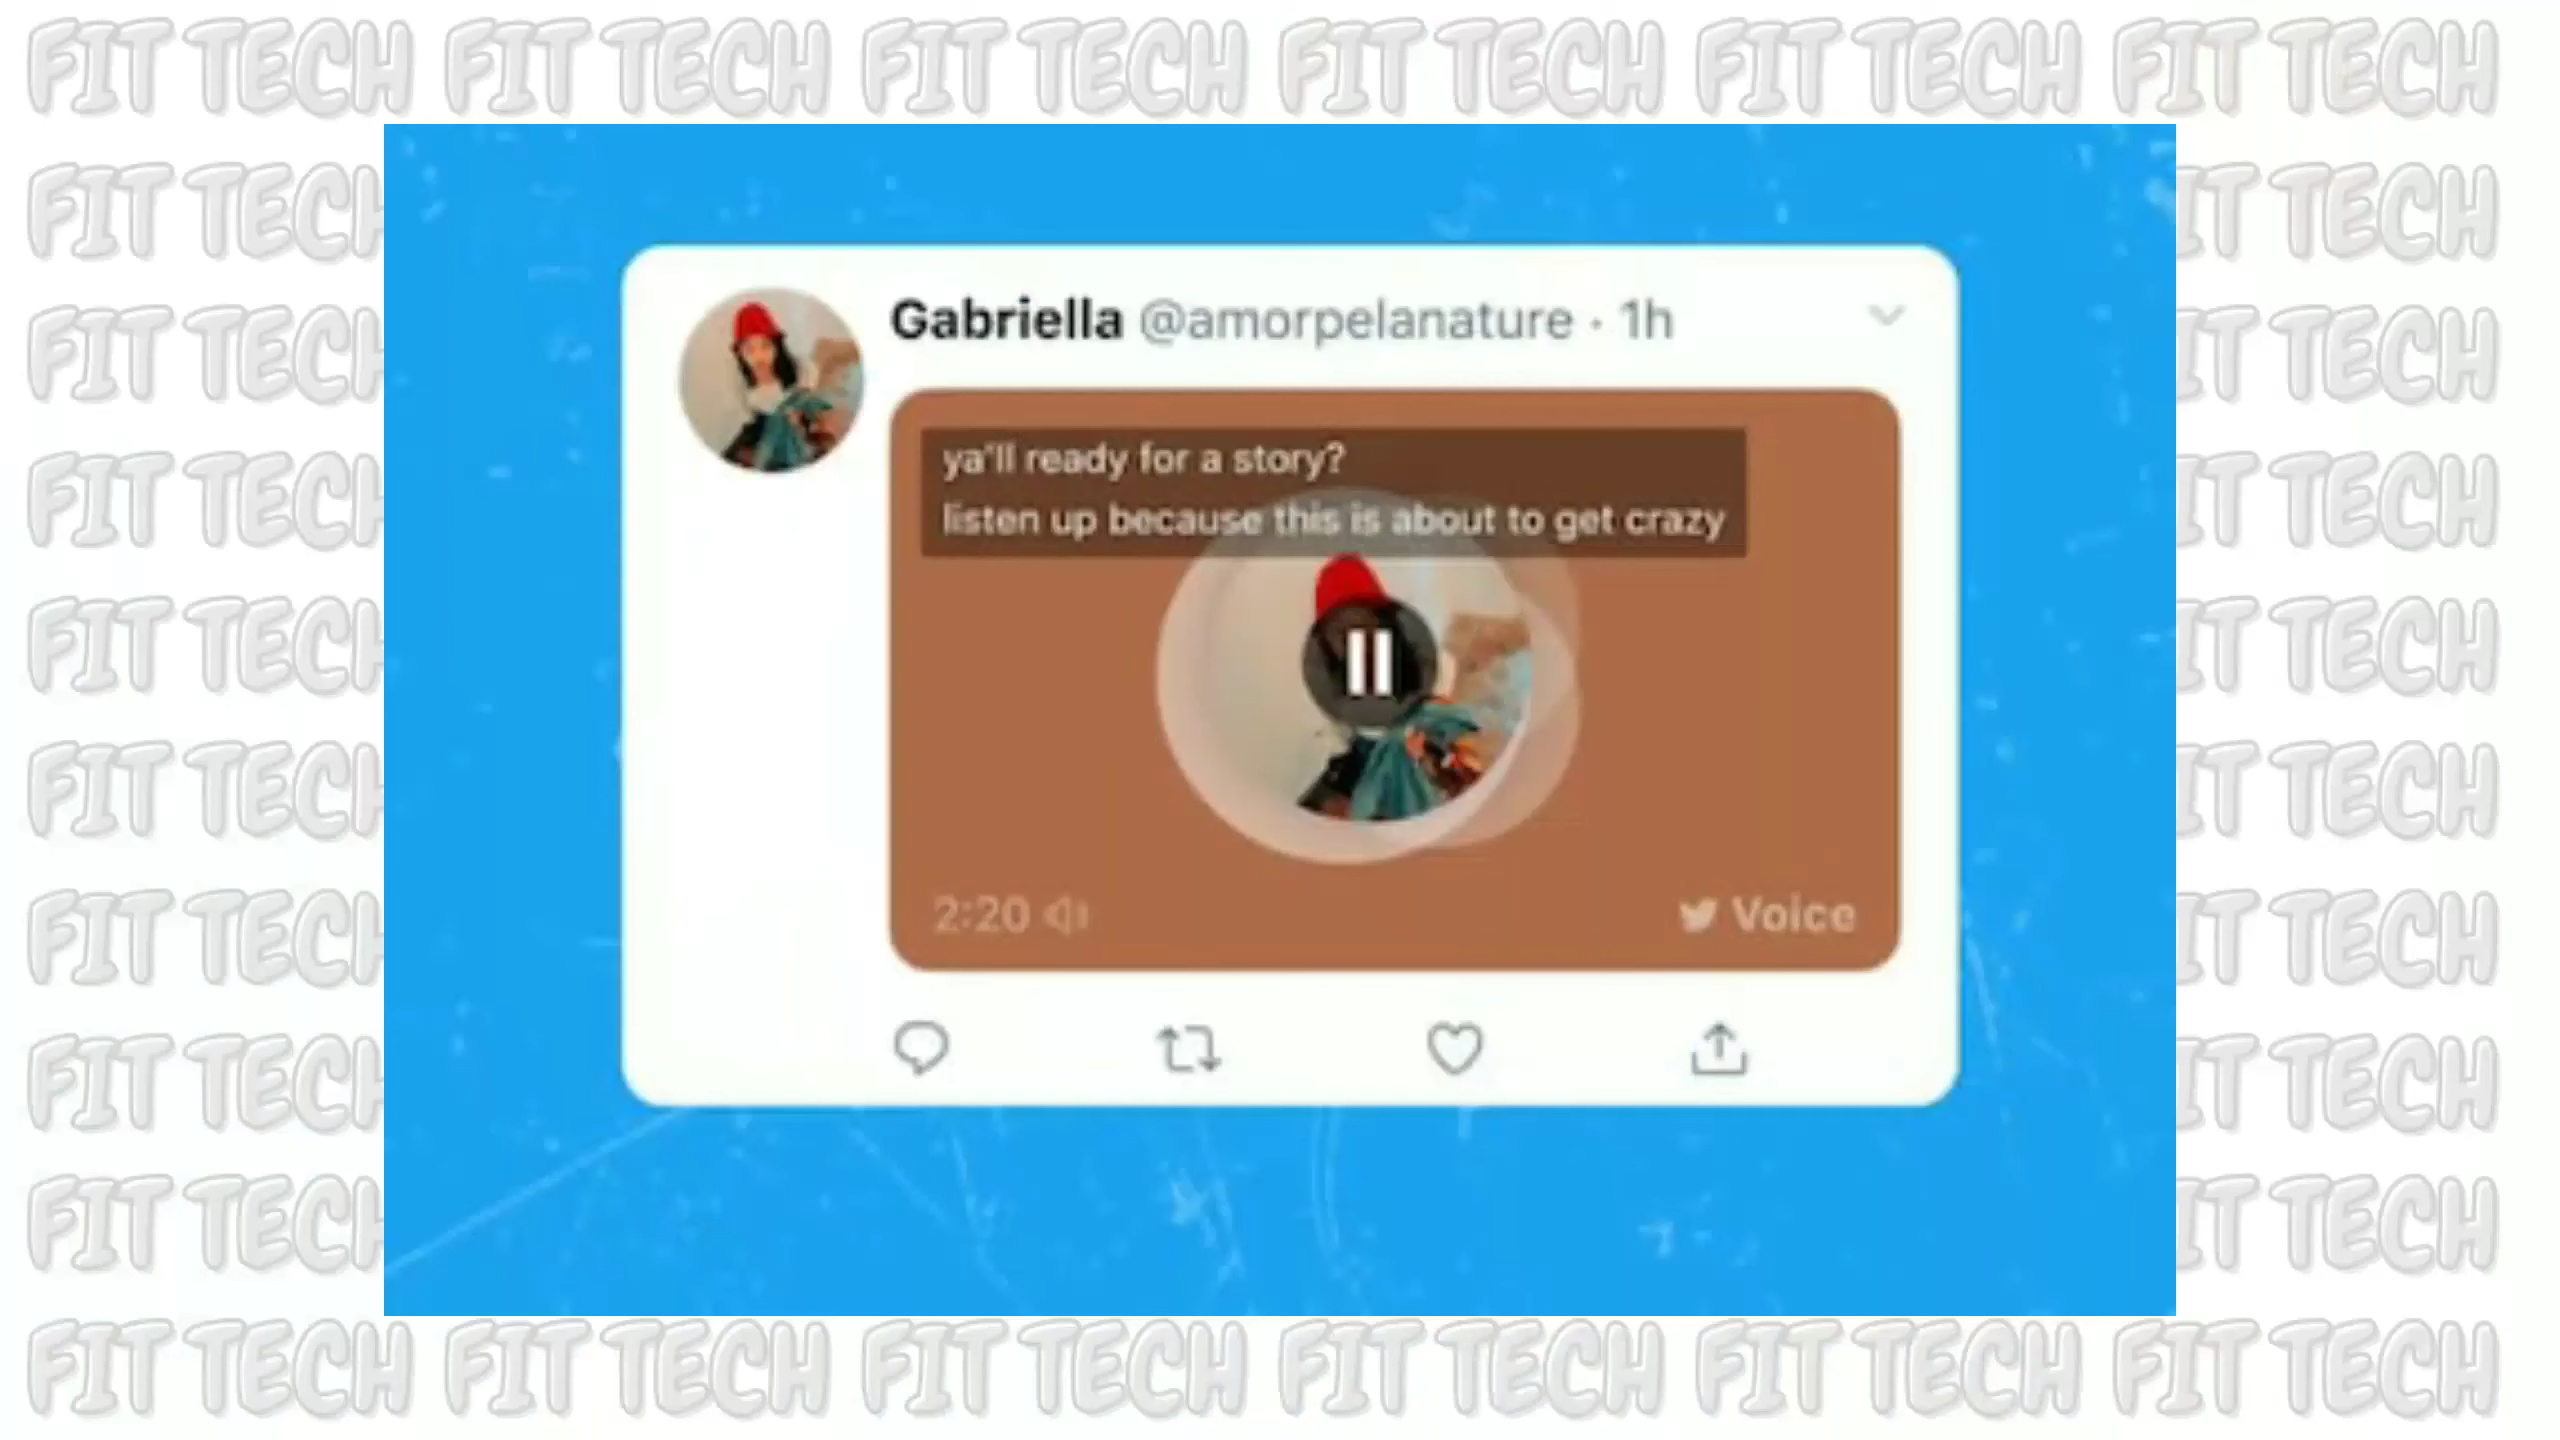 FIT TECH FIT TECH FIT TECH FIT TECH FIT TECH FIT TECH
FIT TECH
Gabriella @amorpelanature · 1h
ya'll ready for a story?
listen up because this is about to get crazy
2:20
Voice
FIT TECH FIT TECH FIT TECH FIT TECH FIT TECH FIT TECH